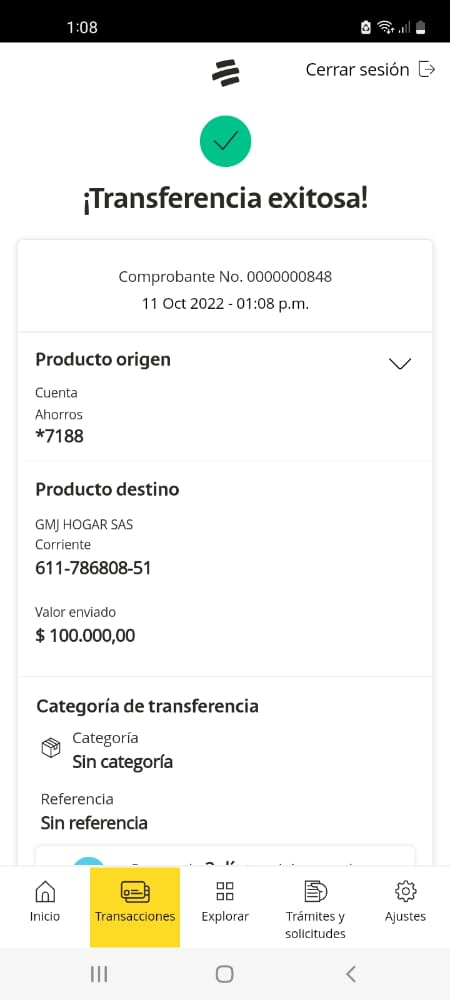 1:08
Cerrar sesión
¡Transferencia exitosa!
Comprobante No. 0000000848
11 Oct 2022 - 01:08 p.m.
Producto origen
Cuenta
Ahorros
*7188
Producto destino
GMJ HOGAR SAS
Corriente
611-786808-51
Valor enviado
$ 100.000,00
Categoría de transferencia
Categoría
Sin categoría
Referencia
Sin referencia
Inicio
Transacciones
Explorar
Trámites y
solicitudes
Ajustes